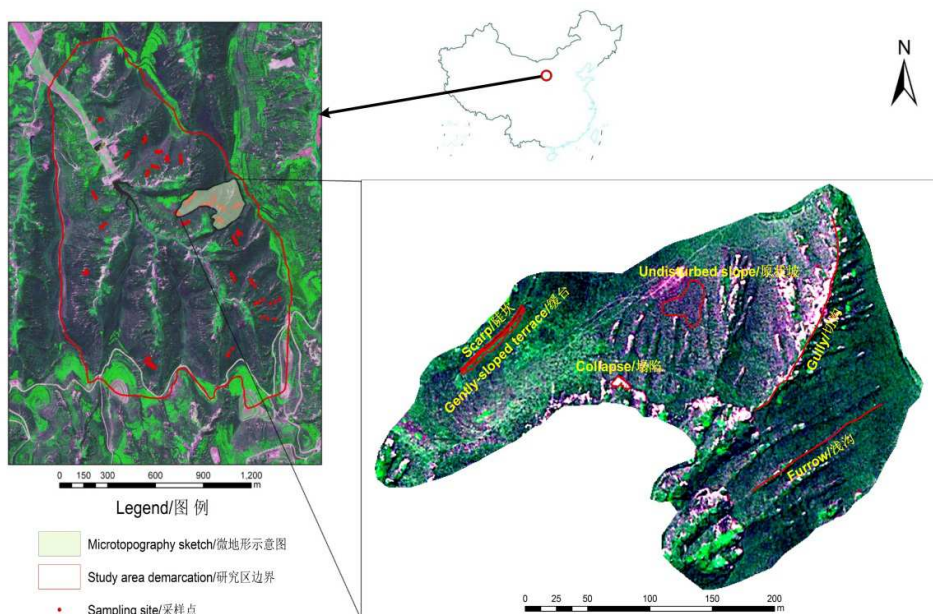 N
Undisturbed slope/原状坡
Scarp/陡坎
Gently-sloped terrace/缓台
Collapse/塌陷
Gully/切沟
Furrow/浅沟
0 150 300 600 900 1,200
m
Legend/图 例
Microtopography sketch/微地形示意图
Study area demarcation/研究区边界
Sampling site/采样点
0 25 50 100 150 200
m